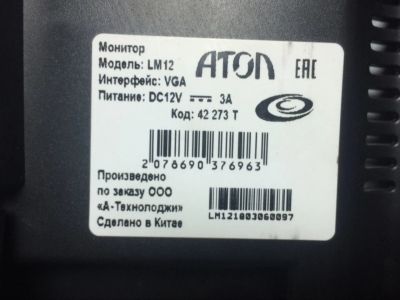 Монитор
Модель: LM12
Интерфейс: VGA
Питание: DC12V 3A
АТОЛ
ЕАС
Код: 42 273 T
2 078690 376963
Произведено
по заказу ООО
«А-Технолоджи»
Сделано в Китае
LM121803060097